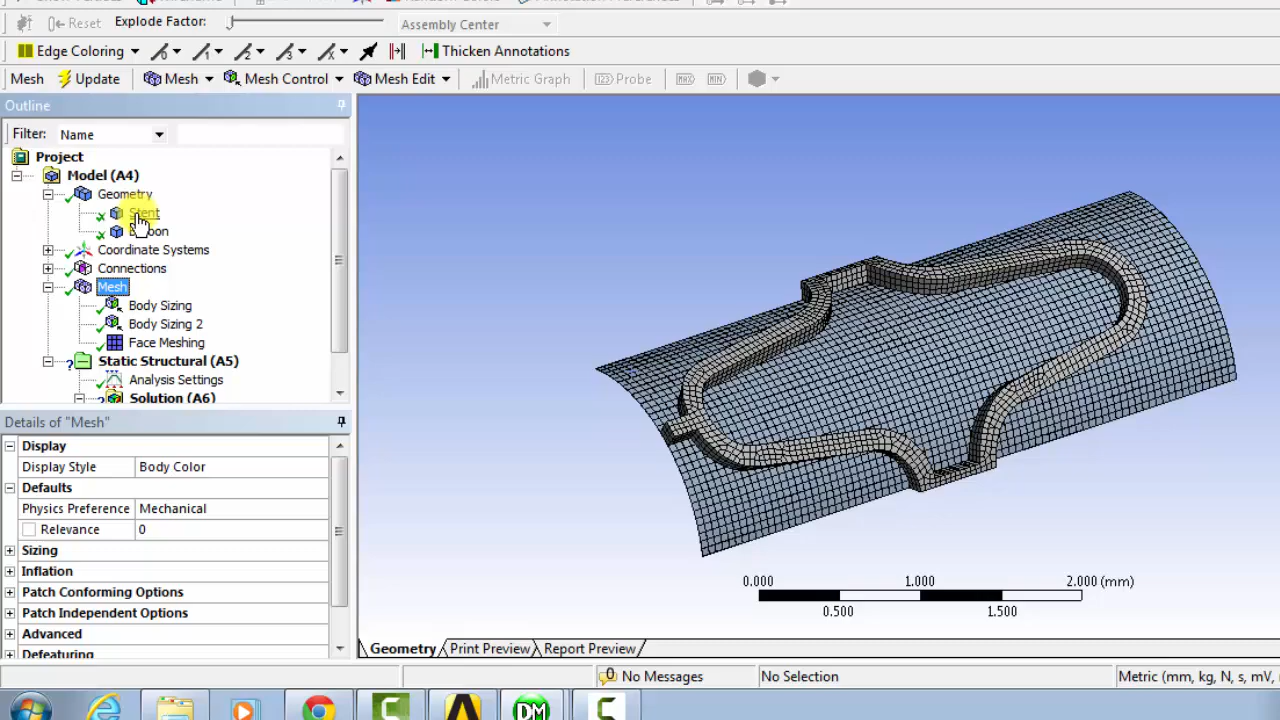 Reset Explode Factor: Assembly Center
Edge Coloring Thicken Annotations
Mesh Update Mesh Mesh Control Mesh Edit Metric Graph Probe
Outline
Filter: Name
Project
Model (A4)
Geometry
Stent
Coordinate Systems
Connections
Mesh
Body Sizing
Body Sizing 2
Face Meshing
Static Structural (A5)
Analysis Settings
Solution (A6)
Details of "Mesh"
Display
Display Style Body Color
Defaults
Physics Preference Mechanical
Relevance 0
Sizing
Inflation
Patch Conforming Options
Patch Independent Options
Advanced
Defeaturing
0.000 1.000 2.000 (mm)
0.500 1.500
Geometry Print Preview Report Preview
0 No Messages No Selection Metric (mm, kg, N, s, mV,
DM